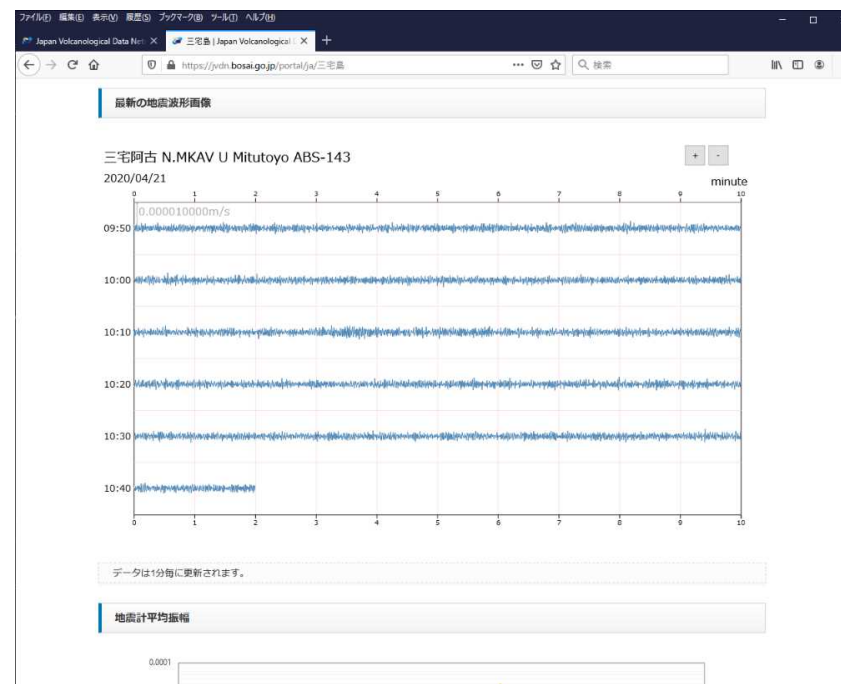 ファイル(F) 編集(E) 表示(V) 履歴(S) ブックマーク(B) ツール(T) ヘルプ(H)
Japan Volcanological Data Net
三宅島 | Japan Volcanological
https://jvdn.bosai.go.jp/portal/ja/三宅島
検索
最新の地震波形画像
三宅阿古 N.MKAV U Mitutoyo ABS-143
+ -
2020/04/21
minute
0 1 2 3 4 5 6 7 8 9 10
0.000010000m/s
09:50
10:00
10:10
10:20
10:30
10:40
0 1 2 3 4 5 6 7 8 9 10
データは1分毎に更新されます。
地震計平均振幅
0.0001